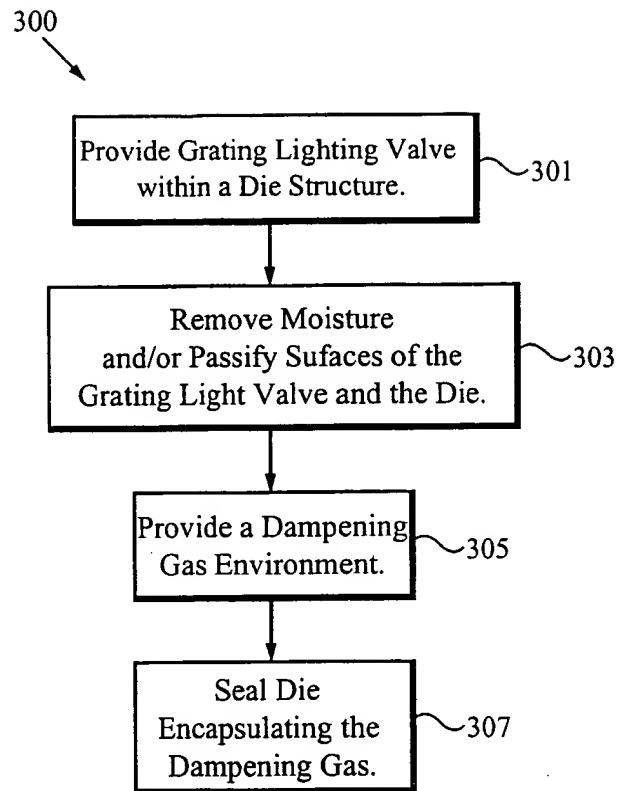 300
Provide Grating Lighting Valve
within a Die Structure.
301
Remove Moisture
and/or Passify Sufaces of the
Grating Light Valve and the Die.
303
Provide a Dampening
Gas Environment.
305
Seal Die
Encapsulating the
Dampening Gas.
307